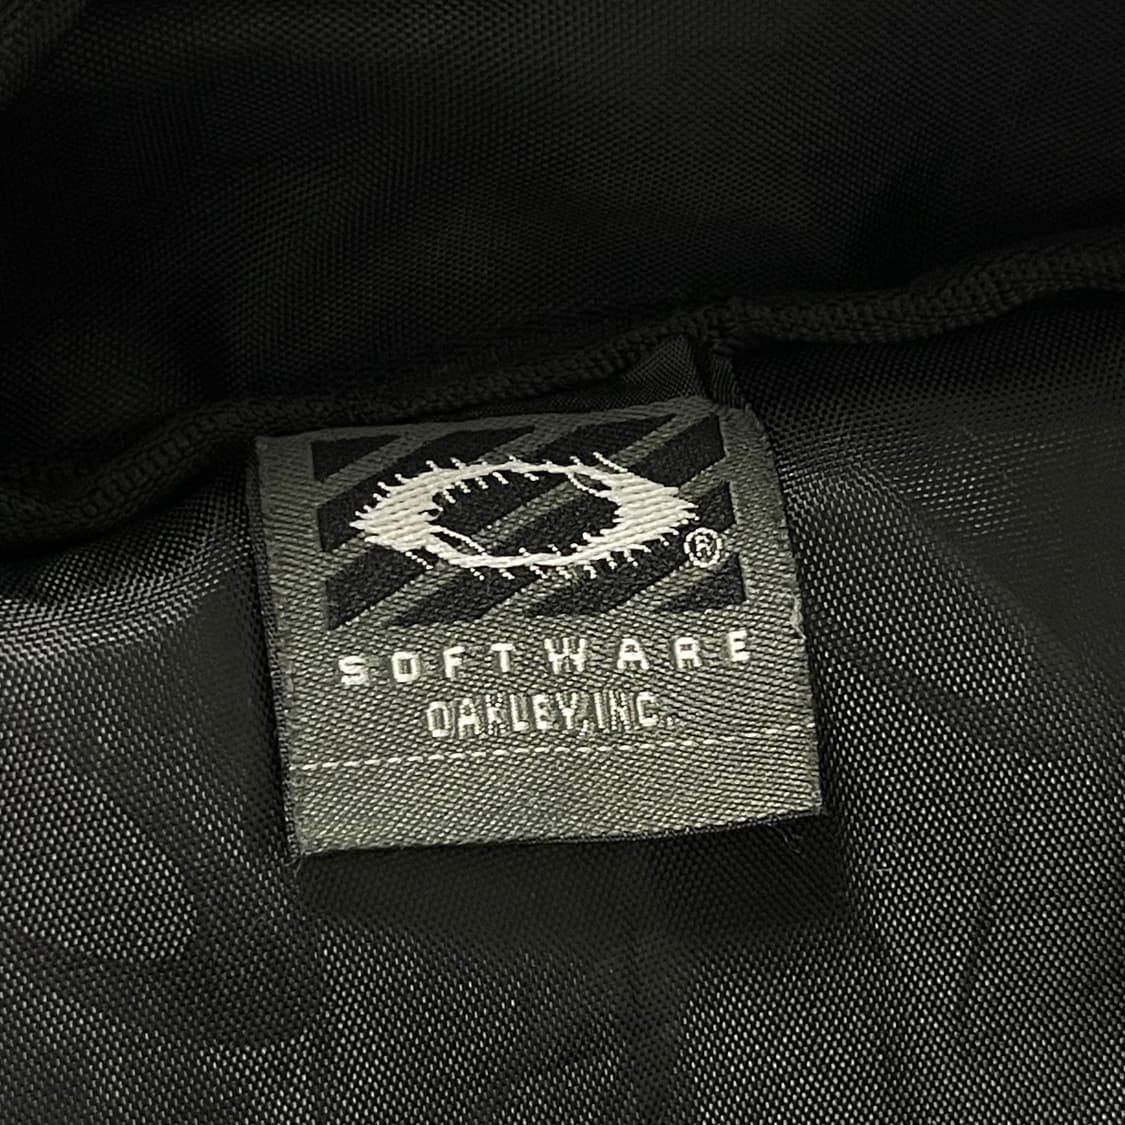 ®
SOFTWARE
OAKLEY, INC.